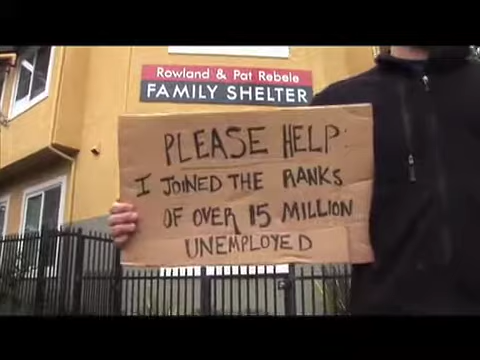 Rowland & Pat Rebele
FAMILY SHELTER
PLEASE HELP:
I JOINED THE RANKS
OF OVER 15 MILLION
UNEMPLOYED